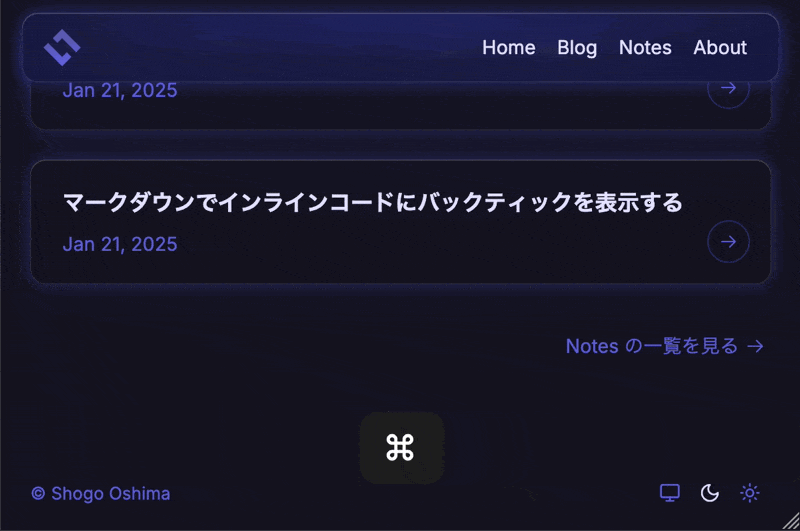 Home Blog Notes About
Jan 21, 2025
マークダウンでインラインコードにバックティックを表示する
Jan 21, 2025
Notes の一覧を見る →
⌘
© Shogo Oshima